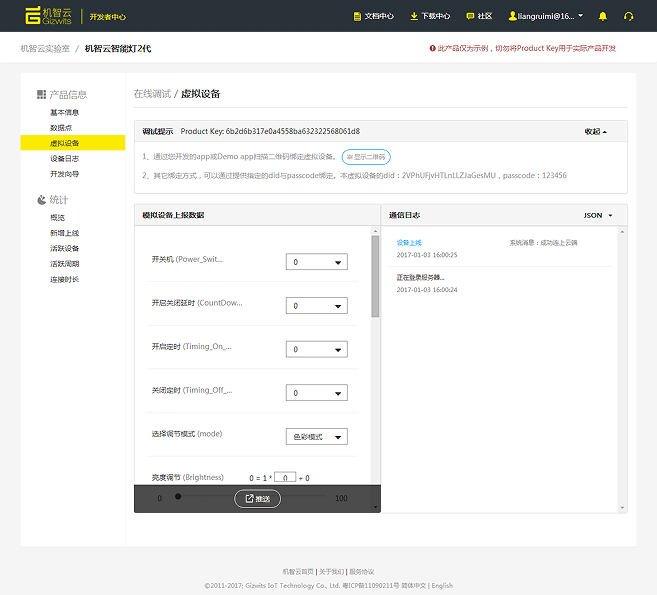 机智云 Gizwits 开发者中心 文档中心 下载中心 社区 liangruimi@16...
机智云实验室 / 机智云智能灯2代 此产品仅为示例，切勿将Product Key用于实际产品开发
产品信息
基本信息
数据点
虚拟设备
设备日志
开发向导
统计
概览
新增上线
活跃设备
活跃周期
连接时长
在线调试 / 虚拟设备
调试提示 Product Key: 6b2d6b317e0a4558ba632322568061d8 收起
1、通过您开发的app或Demo app扫描二维码绑定虚拟设备。 显示二维码
2、其它绑定方式，可以通过提供指定的did与passcode绑定。本虚拟设备的did：2VPhUFjvHTLnLLZJaGesMU，passcode：123456
模拟设备上报数据
开关机 (Power_Swit... 0
开启关闭延时 (CountDow... 0
开启定时 (Timing_On_... 0
关闭定时 (Timing_Off_... 0
选择调节模式 (mode) 色彩模式
亮度调节 (Brightness) 0 = 1 * 0 + 0
0 推送 100
通信日志 JSON
设备上线 系统消息：成功连上云端
2017-01-03 16:00:25
正在登录服务器...
2017-01-03 16:00:24
机智云首页 | 关于我们 | 服务协议
©2011-2017; Gizwits IoT Technology Co., Ltd. 粤ICP备11090211号 简体中文 | English